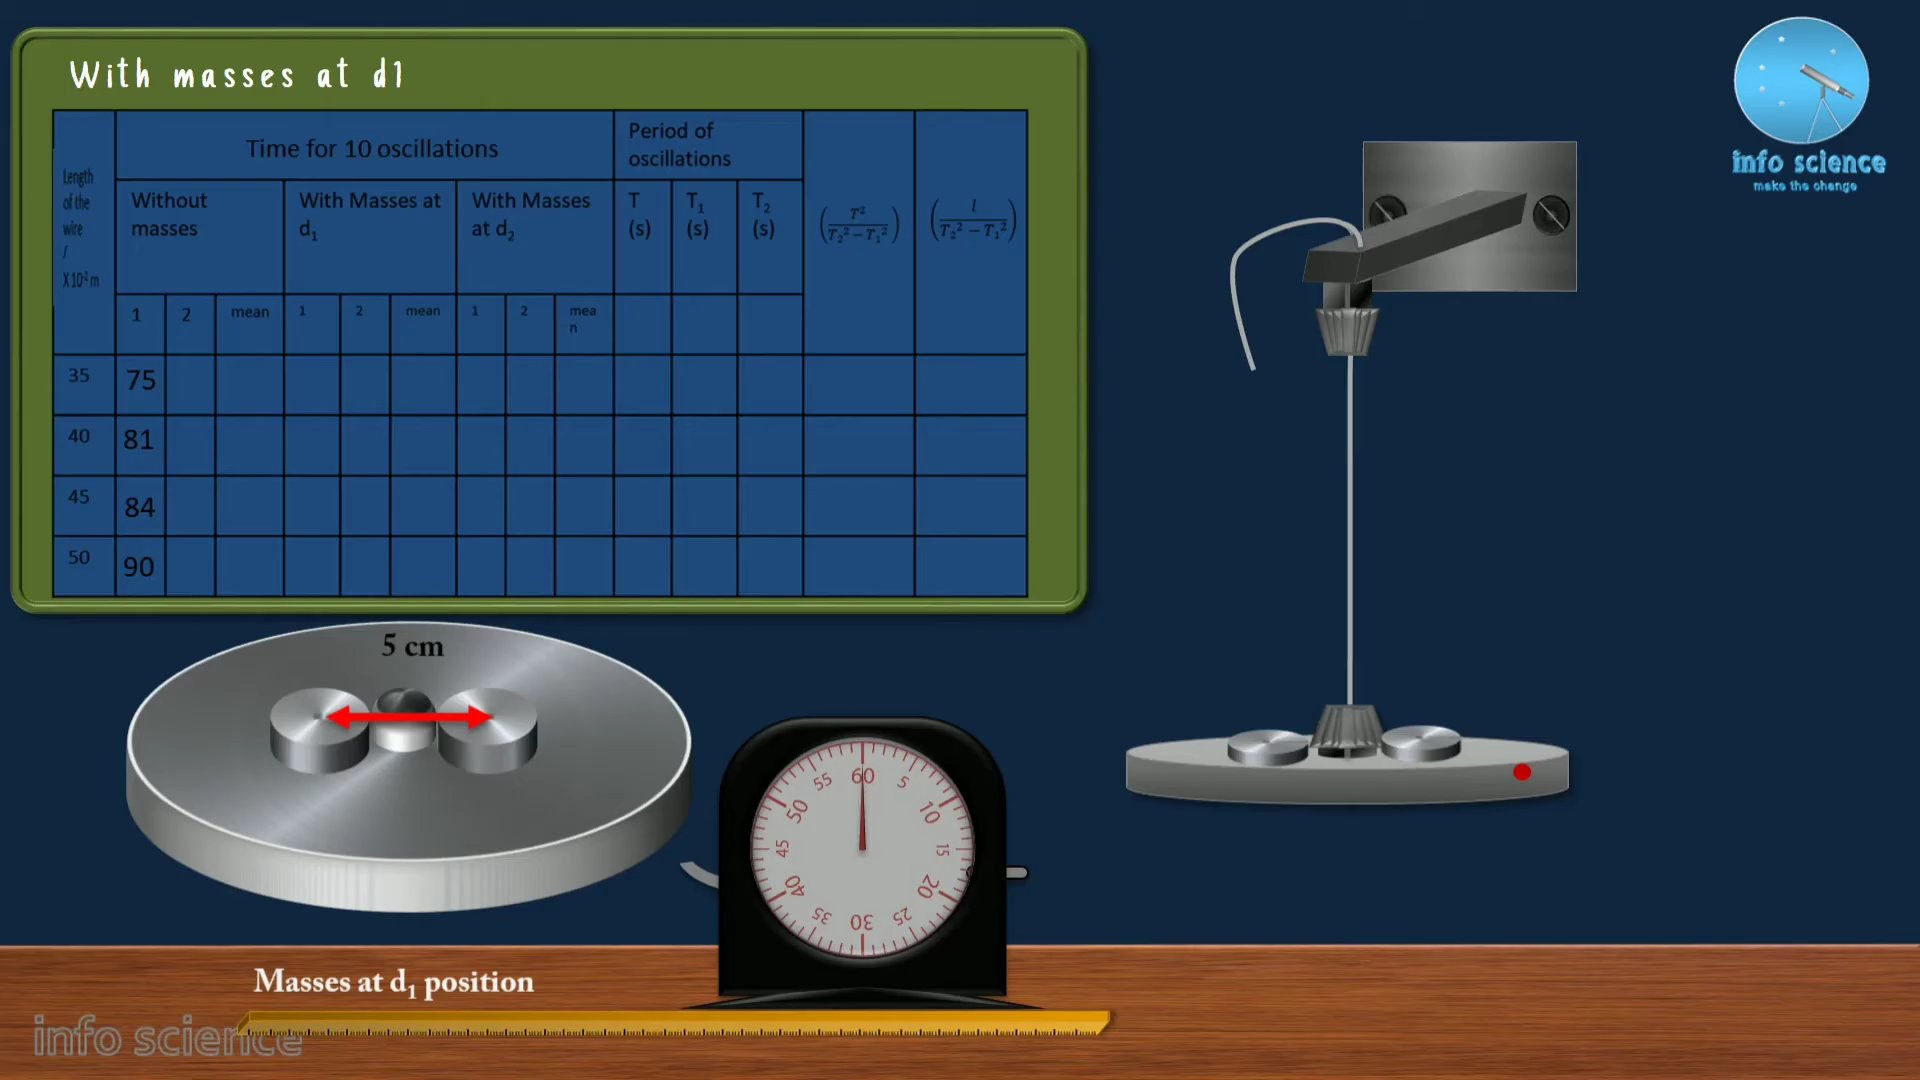 With masses at d1
Length
of the
wire
l
X 10⁻² m
Time for 10 oscillations
Period of
oscillations
Without
masses
With Masses at
d₁
With Masses
at d₂
T
(s)
T₁
(s)
T₂
(s)
(T²/(T₂² − T₁²))
(l/(T₂² − T₁²))
1 2 mean 1 2 mean 1 2 mea
n
35 75
40 81
45 84
50 90
5 cm
60 5 10 15 20 25 30 35 40 45 50 55
Masses at d₁ position
info science
info science
make the change